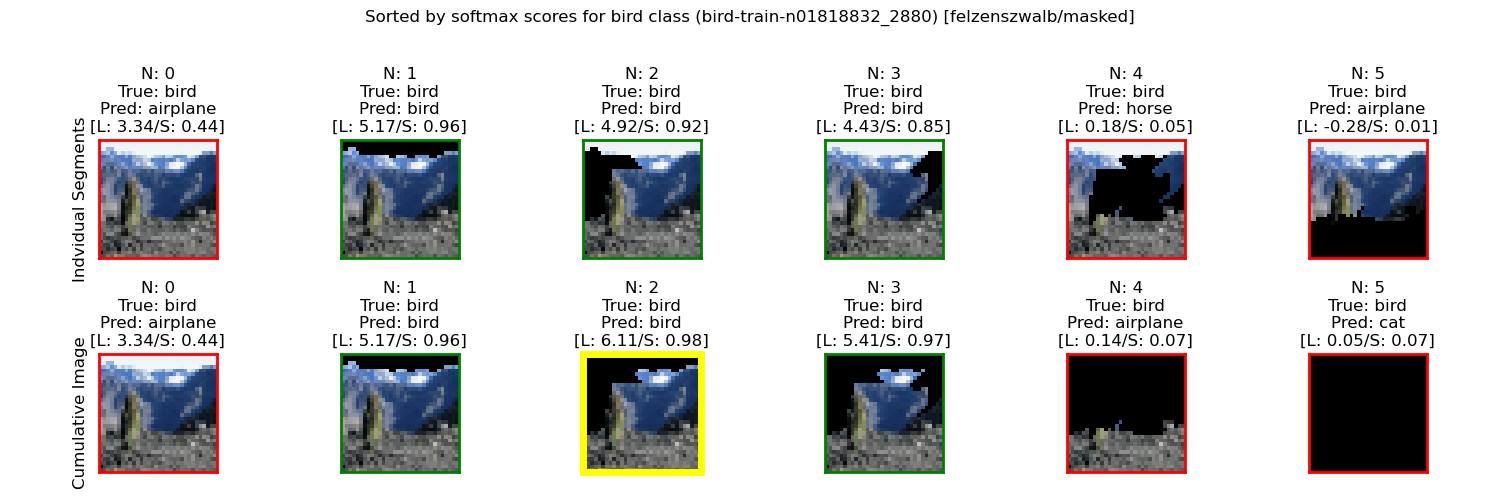 Sorted by softmax scores for bird class (bird-train-n01818832_2880) [felzenszwalb/masked]
Indvidual Segments
N: 0
True: bird
Pred: airplane
[L: 3.34/S: 0.44]
N: 1
True: bird
Pred: bird
[L: 5.17/S: 0.96]
N: 2
True: bird
Pred: bird
[L: 4.92/S: 0.92]
N: 3
True: bird
Pred: bird
[L: 4.43/S: 0.85]
N: 4
True: bird
Pred: horse
[L: 0.18/S: 0.05]
N: 5
True: bird
Pred: airplane
[L: -0.28/S: 0.01]
Cumulative Image
N: 0
True: bird
Pred: airplane
[L: 3.34/S: 0.44]
N: 1
True: bird
Pred: bird
[L: 5.17/S: 0.96]
N: 2
True: bird
Pred: bird
[L: 6.11/S: 0.98]
N: 3
True: bird
Pred: bird
[L: 5.41/S: 0.97]
N: 4
True: bird
Pred: airplane
[L: 0.14/S: 0.07]
N: 5
True: bird
Pred: cat
[L: 0.05/S: 0.07]